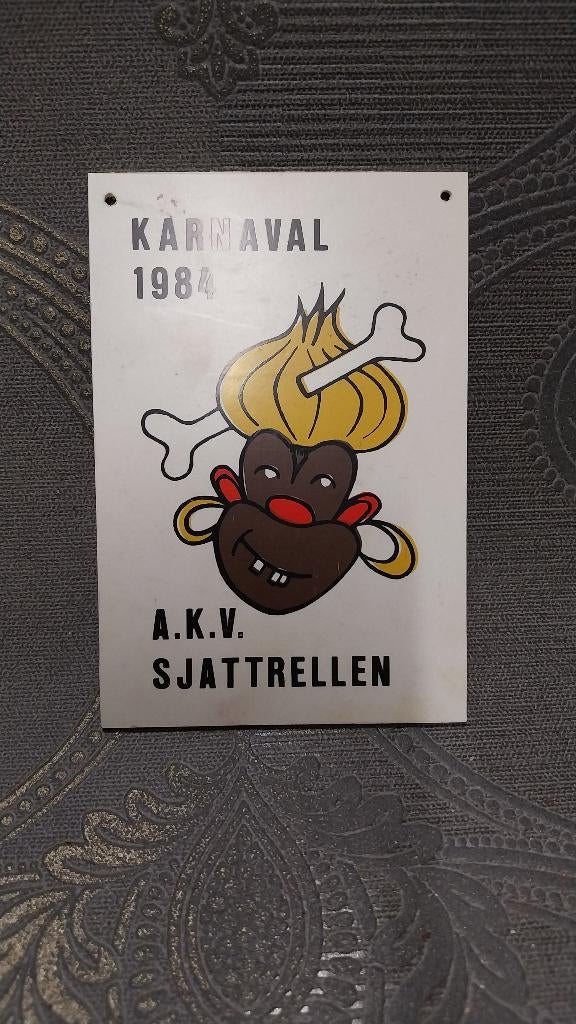 KARNAVAL
1984
A.K.V.
SJATTRELLEN